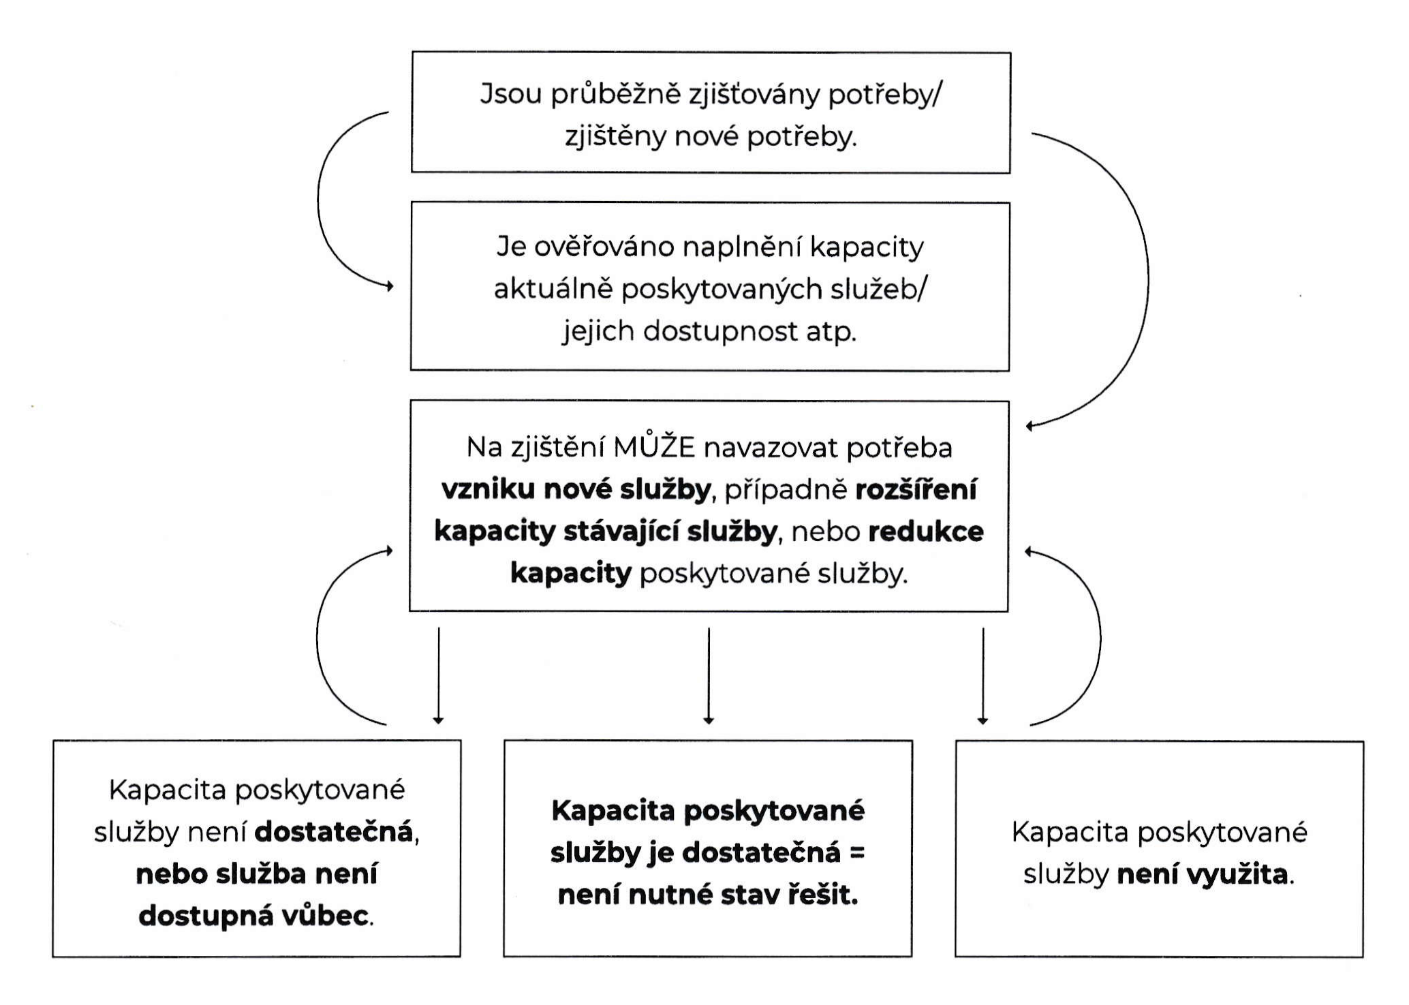 Jsou průběžně zjišťovány potřeby/
zjištěny nové potřeby.
Je ověřováno naplnění kapacity
aktuálně poskytovaných služeb/
jejich dostupnost atp.
Na zjištění MŮŽE navazovat potřeba
vzniku nové služby, případně rozšíření
kapacity stávající služby, nebo redukce
kapacity poskytované služby.
Kapacita poskytované
služby není dostatečná,
nebo služba není
dostupná vůbec.
Kapacita poskytované
služby je dostatečná =
není nutné stav řešit.
Kapacita poskytované
služby není využita.